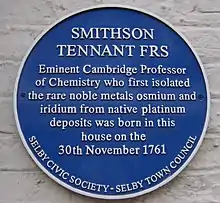 SMITHSON
TENNANT FRS
Eminent Cambridge Professor
of Chemistry who first isolated
the rare noble metals osmium and
iridium from native platinum
deposits was born in this
house on the
30th November 1761
SELBY CIVIC SOCIETY - SELBY TOWN COUNCIL